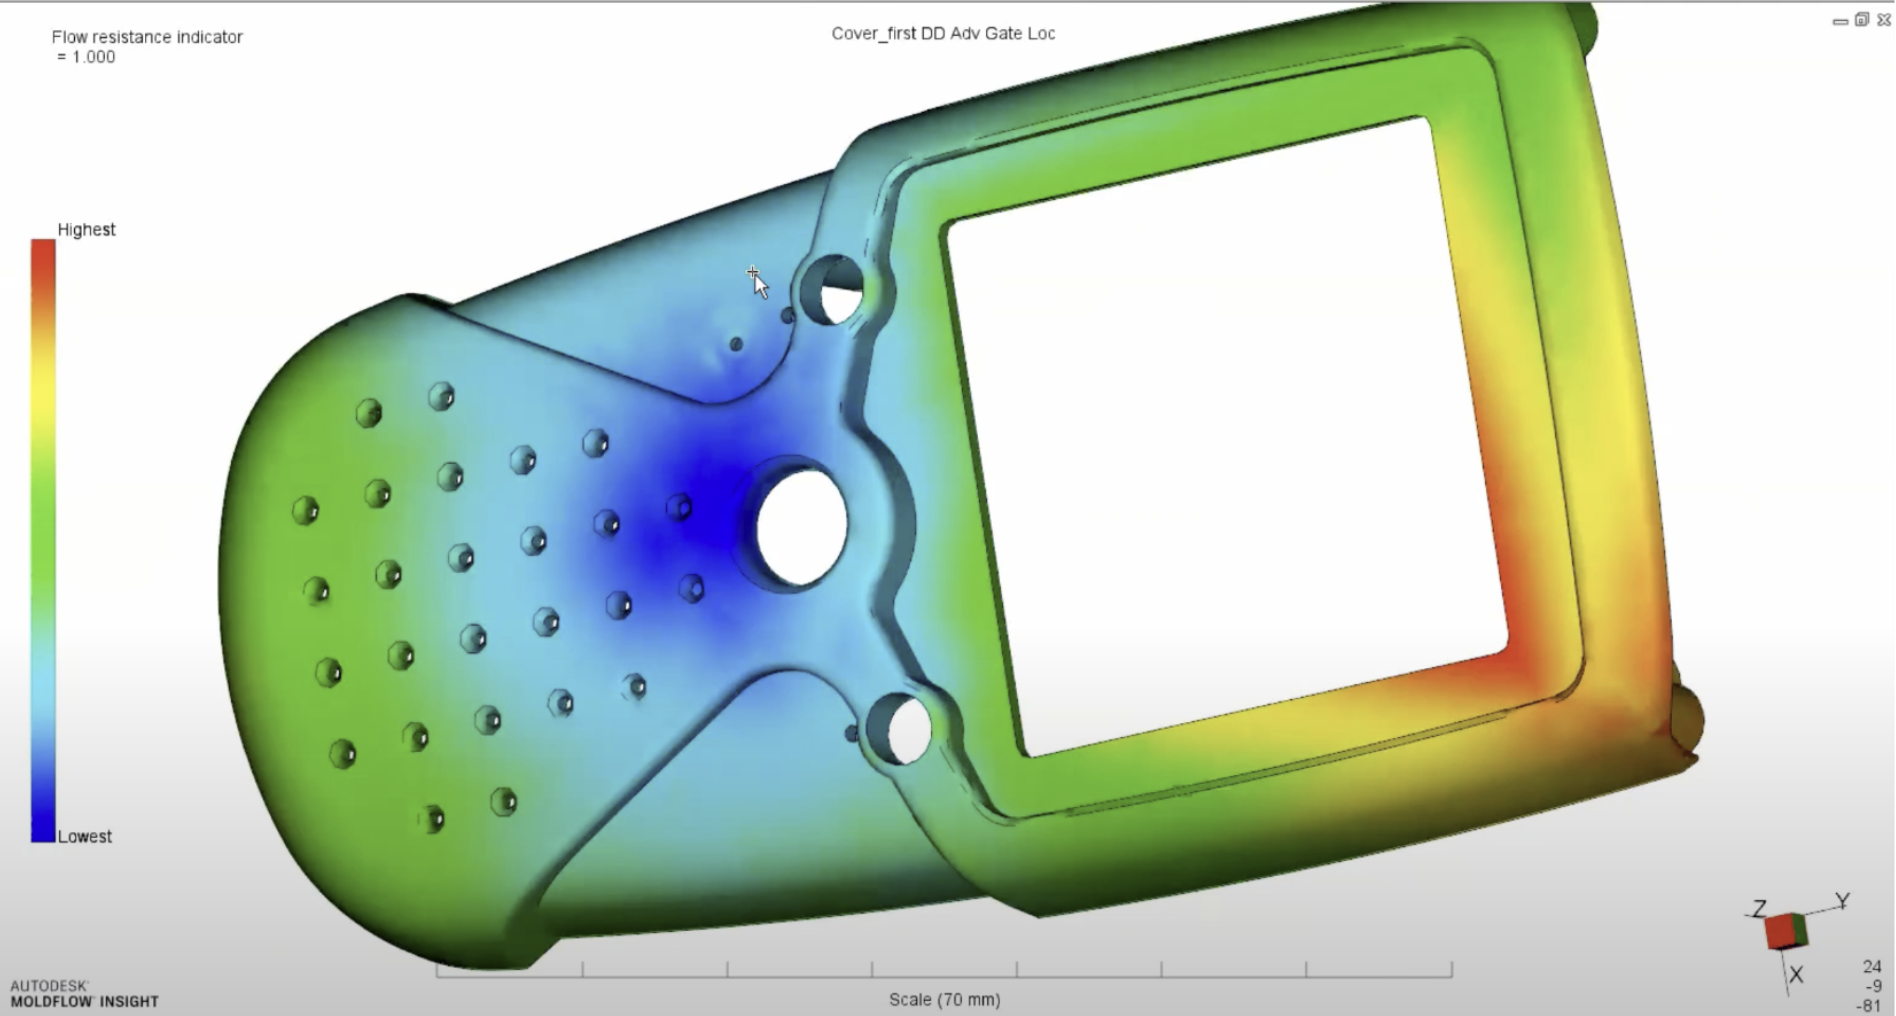 Flow resistance indicator
= 1.000
Cover_first DD Adv Gate Loc
Highest
Lowest
Scale (70 mm)
Z
Y
X
24
-9
-81
AUTODESK
MOLDFLOW INSIGHT